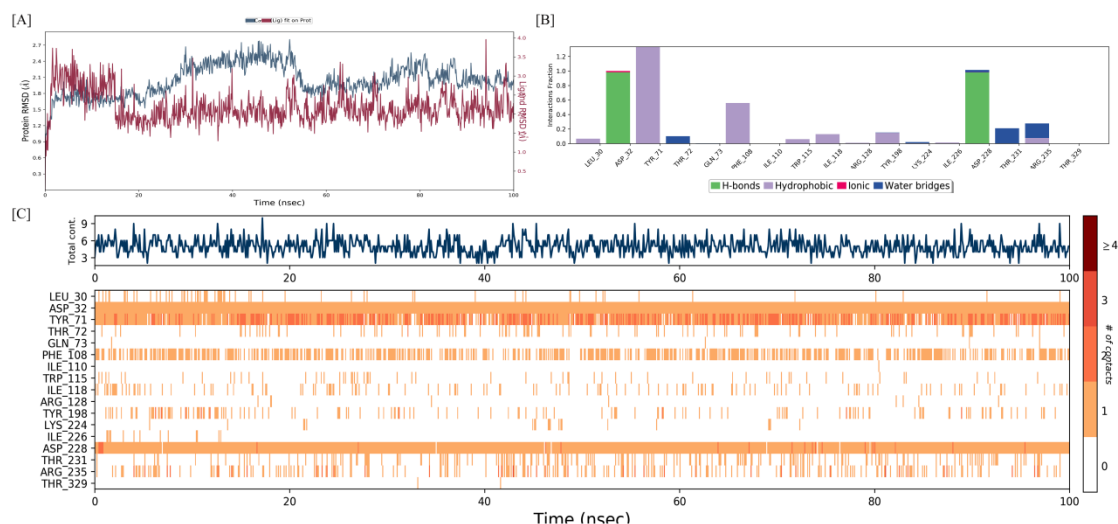 [A]
Lig) fit on Prot
Protein RMSD (Å)
2.7
2.4
2.1
1.8
1.5
1.2
0.9
0.6
0.3
4.0
3.5
3.0
1.5
1.0
0.5
Ligand RMSD (Å)
0 20 40 60 80 100
Time (nsec)
[B]
Interactions Fraction
1.2
1.0
0.8
0.6
0.4
0.2
0.0
LEU_30 ASP_32 TYR_71 THR_72 GLN_73 PHE_108 ILE_110 TRP_115 ILE_118 ARG_128 TYR_198 LYS_224 ILE_226 ASP_228 THR_231 ARG_235 THR_329
H-bonds Hydrophobic Ionic Water bridges
[C]
Total cont.
9
6
3
0 20 40 60 80 100
LEU_30
ASP_32
TYR_71
THR_72
GLN_73
PHE_108
ILE_110
TRP_115
ILE_118
ARG_128
TYR_198
LYS_224
ILE_226
ASP_228
THR_231
ARG_235
THR_329
0 20 40 60 80 100
Time (nsec)
≥4
3
2
1
0
# of contacts